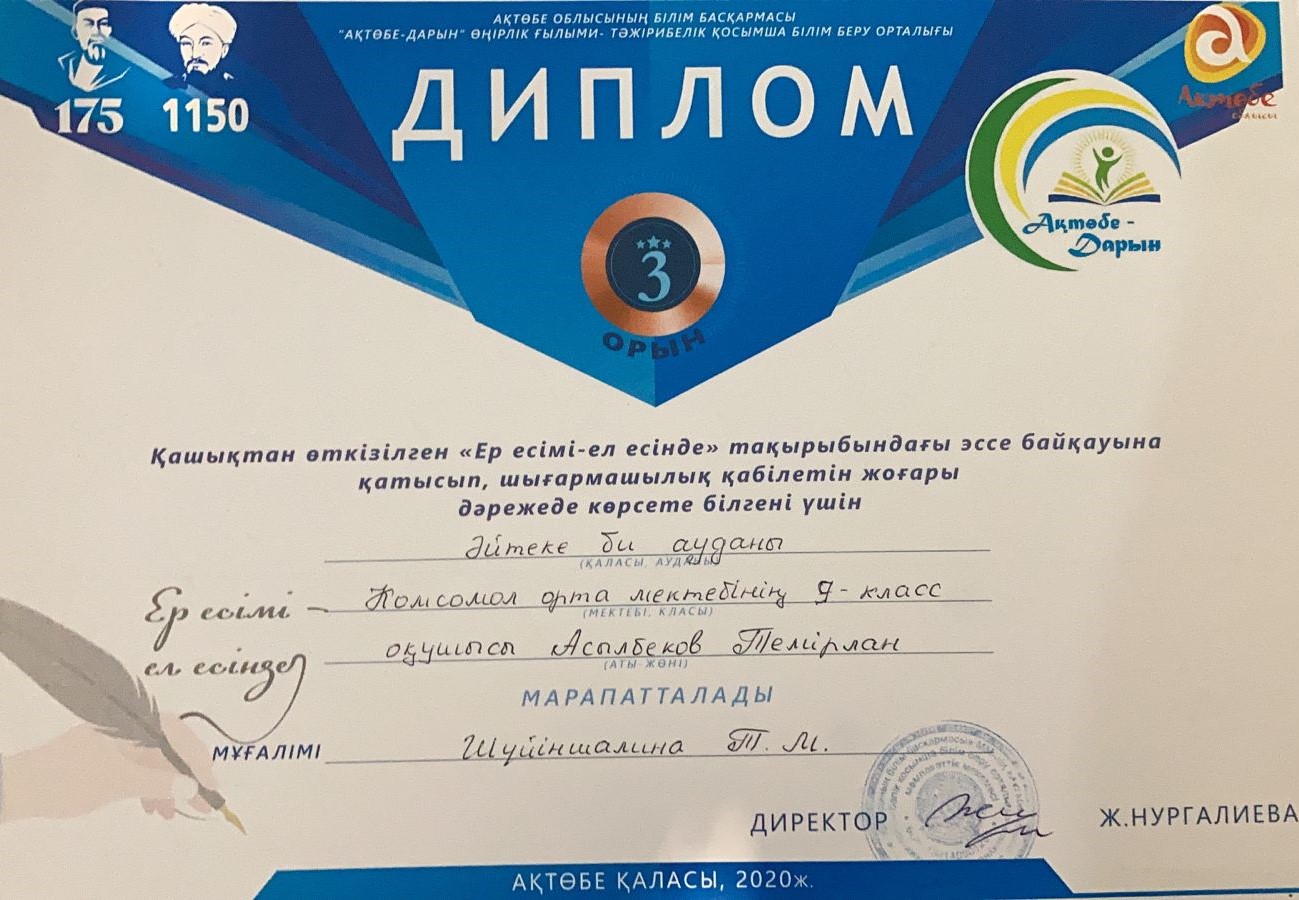 АҚТӨБЕ ОБЛЫСЫНЫҢ БІЛІМ БАСҚАРМАСЫ
"АҚТӨБЕ-ДАРЫН" ӨҢІРЛІК ҒЫЛЫМИ- ТӘЖІРИБЕЛІК ҚОСЫМША БІЛІМ БЕРУ ОРТАЛЫҒЫ
175 1150
ДИПЛОМ
Ақтөбе
облысы
Ақтөбе -
Дарын
3
ОРЫН
Қашықтан өткізілген «Ер есімі-ел есінде» тақырыбындағы эссе байқауына
қатысып, шығармашылық қабілетін жоғары
дәрежеде көрсете білгені үшін
Әйтеке би ауданы
(ҚАЛАСЫ, АУДАНЫ)
Комсомол орта мектебінің 9-класс
(МЕКТЕБІ, КЛАСЫ)
Ер есімі -
ел есінде
оқушысы Асылбеков Темірлан
(АТЫ-ЖӨНІ)
МАРАПАТТАЛАДЫ
МҰҒАЛІМІ Шүйіншалина Т. М.
ДИРЕКТОР Ж.НУРГАЛИЕВА
АҚТӨБЕ ҚАЛАСЫ, 2020ж.